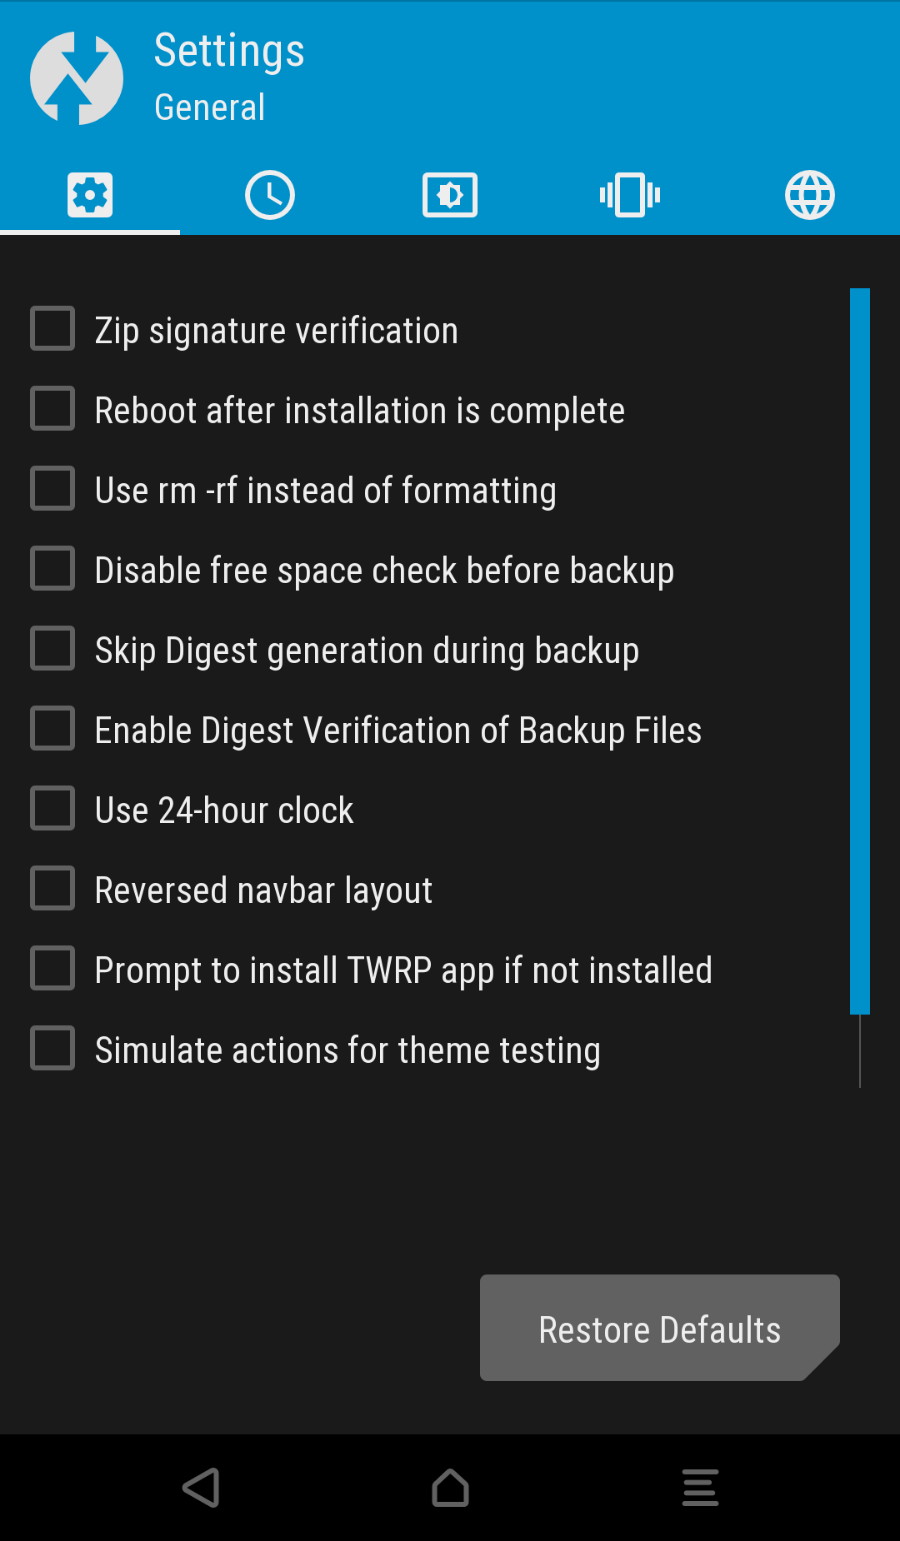 Settings
General
Zip signature verification
Reboot after installation is complete
Use rm -rf instead of formatting
Disable free space check before backup
Skip Digest generation during backup
Enable Digest Verification of Backup Files
Use 24-hour clock
Reversed navbar layout
Prompt to install TWRP app if not installed
Simulate actions for theme testing
Restore Defaults